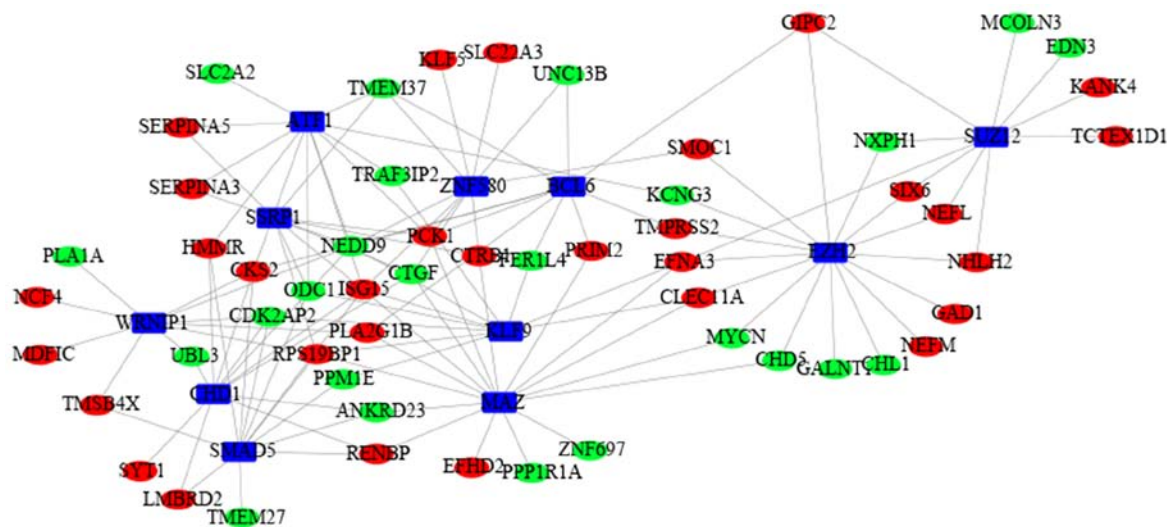 GIPC2
MCOLN3
EDN3
KLF5
SLC22A3
SLC2A2
TMEM37
UNC13B
KANK4
SERPINA5
ATF1
NXPH1
SUZ12
TCTEX1D1
SMOC1
SERPINA3
TRAF3IP2
ZNF580
BCL6
KCNG3
SIX6
NEFL
SSRP1
TMPRSS2
HMMR
NEDD9
PCK1
CTRB1
FER1L4
PRIM2
EZH2
NHLH2
PLA1A
CKS2
CTGF
EFNA3
NCF4
ODC1
ISG15
CLEC11A
GAD1
WRNIP1
CDK2AP2
PLA2G1B
KLF9
MYCN
NEFM
MDFIC
UBL3
RPS19BP1
CHD5
GALNT1
CHL1
PPM1E
TMSB4X
CHD1
ANKRD23
MAZ
SMAD5
RENBP
ZNF697
SYT1
EFHD2
PPP1R1A
LMBRD2
TMEM27